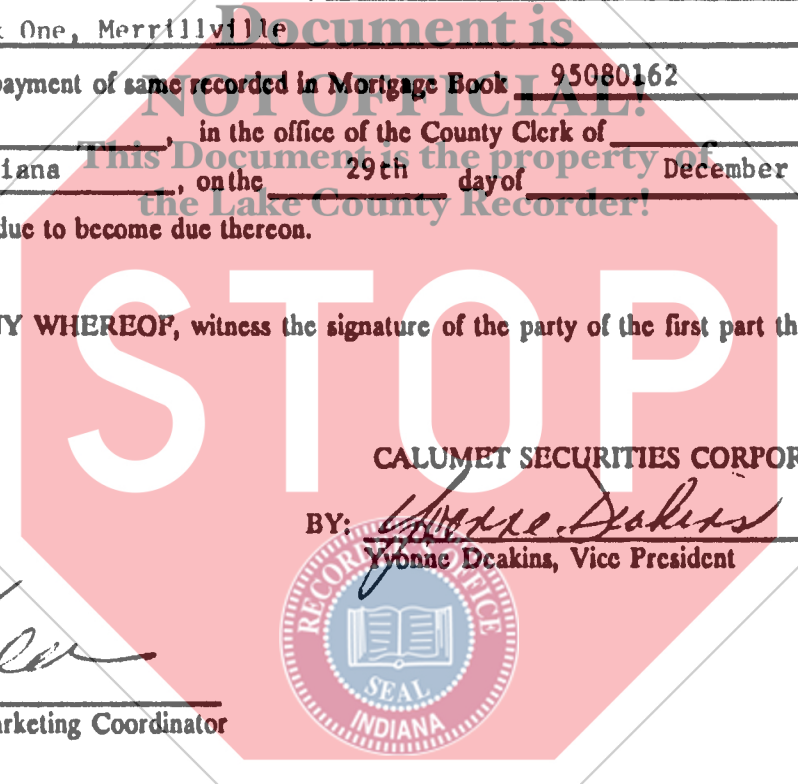 One, Merrillville
Document is
payment of same recorded in Mortgage Book 95080162
NOT OFFICIAL!
, in the office of the County Clerk of
This Document is the property of
iana , on the 29th day of December
the Lake County Recorder!
due to become due thereon.
Y WHEREOF, witness the signature of the party of the first part th
STOP
CALUMET SECURITIES CORPOR
BY: Yvonne Deakins
Yvonne Deakins, Vice President
RECORDER'S OFFICE
SEAL
INDIANA
arketing Coordinator